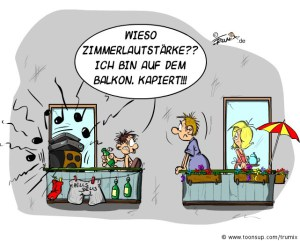 WIESO
ZIMMERLAUTSTÄRKE??
ICH BIN AUF DEM
BALKON. KAPIERT!!!
© www.toonsup.com/trumix